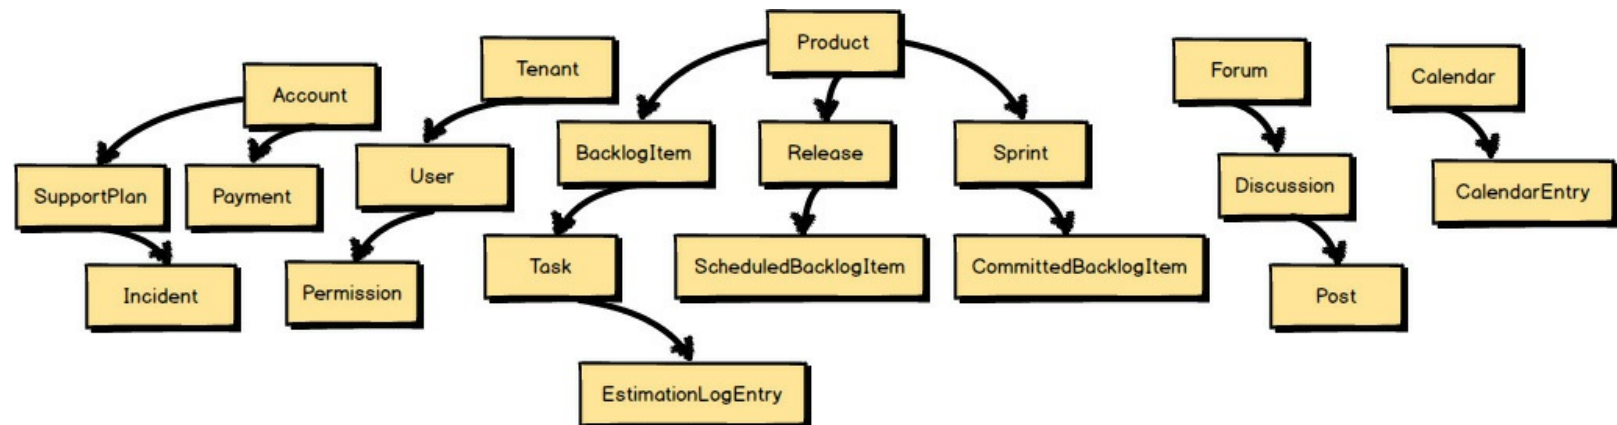 Product
Tenant
Forum
Calendar
Account
BacklogItem
Release
Sprint
User
Discussion
CalendarEntry
SupportPlan
Payment
Task
ScheduledBacklogItem
CommittedBacklogItem
Incident
Permission
Post
EstimationLogEntry